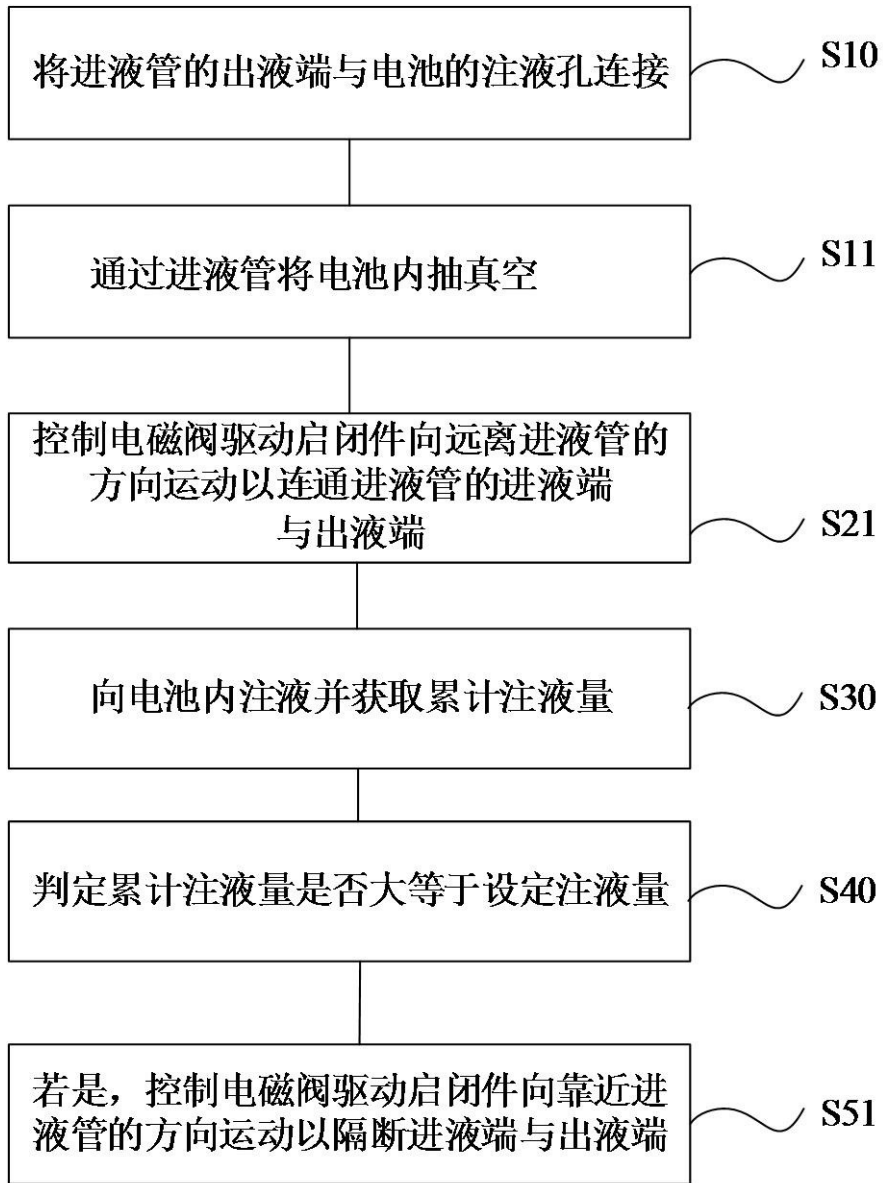 将进液管的出液端与电池的注液孔连接
S10
通过进液管将电池内抽真空
S11
控制电磁阀驱动启闭件向远离进液管的
方向运动以连通进液管的进液端
与出液端
S21
向电池内注液并获取累计注液量
S30
判定累计注液量是否大等于设定注液量
S40
若是，控制电磁阀驱动启闭件向靠近进
液管的方向运动以隔断进液端与出液端
S51